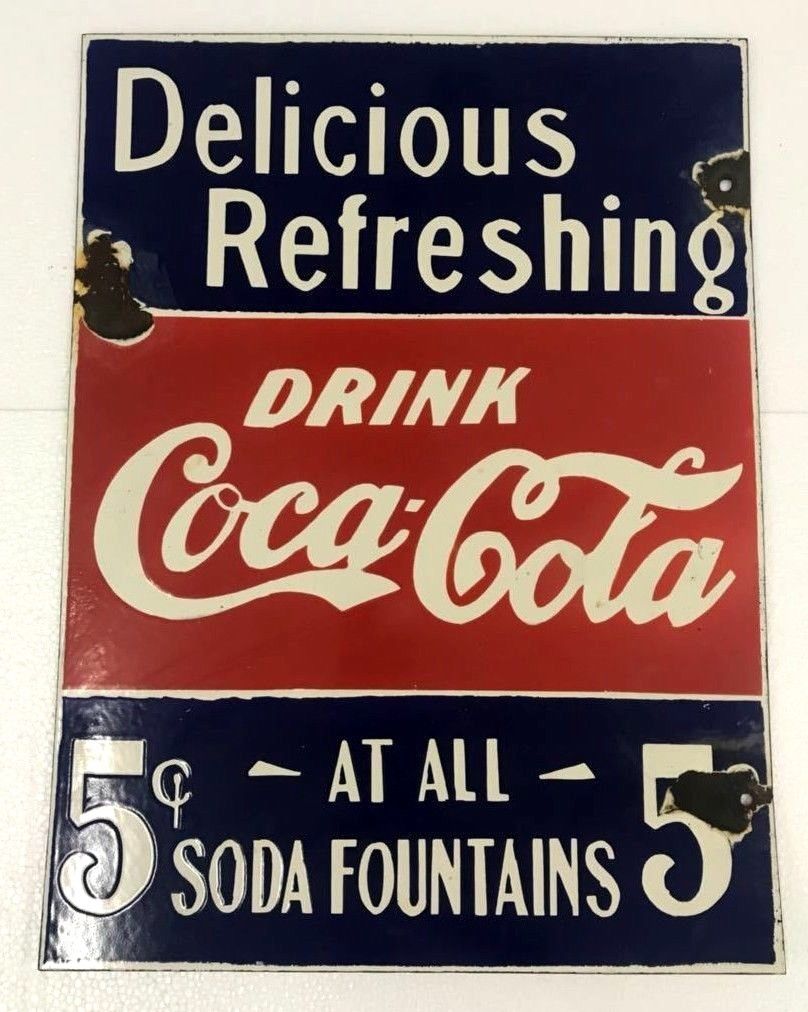 Delicious
Refreshing
DRINK
Coca-Cola
5¢ – AT ALL – 5
SODA FOUNTAINS